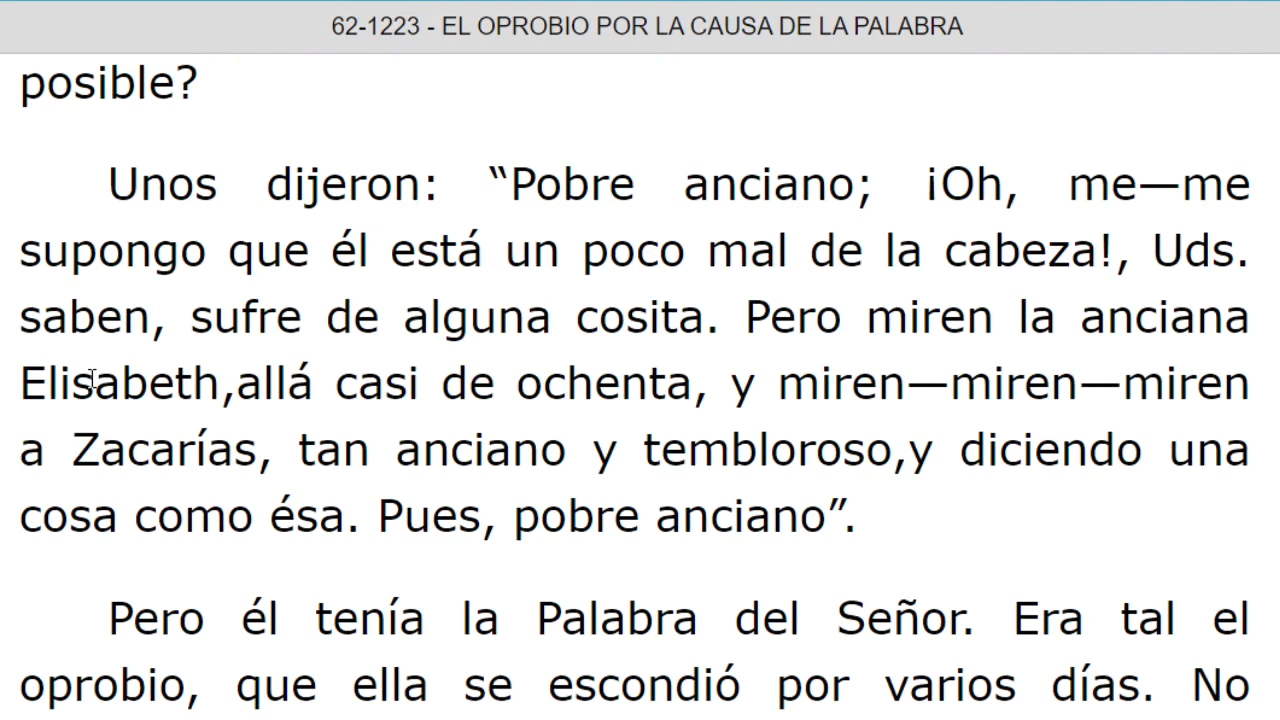 62-1223 - EL OPROBIO POR LA CAUSA DE LA PALABRA
posible?
Unos dijeron: “Pobre anciano; ¡Oh, me—me
supongo que él está un poco mal de la cabeza!, Uds.
saben, sufre de alguna cosita. Pero miren la anciana
Elisabeth,allá casi de ochenta, y miren—miren—miren
a Zacarías, tan anciano y tembloroso,y diciendo una
cosa como ésa. Pues, pobre anciano”.
Pero él tenía la Palabra del Señor. Era tal el
oprobio, que ella se escondió por varios días. No